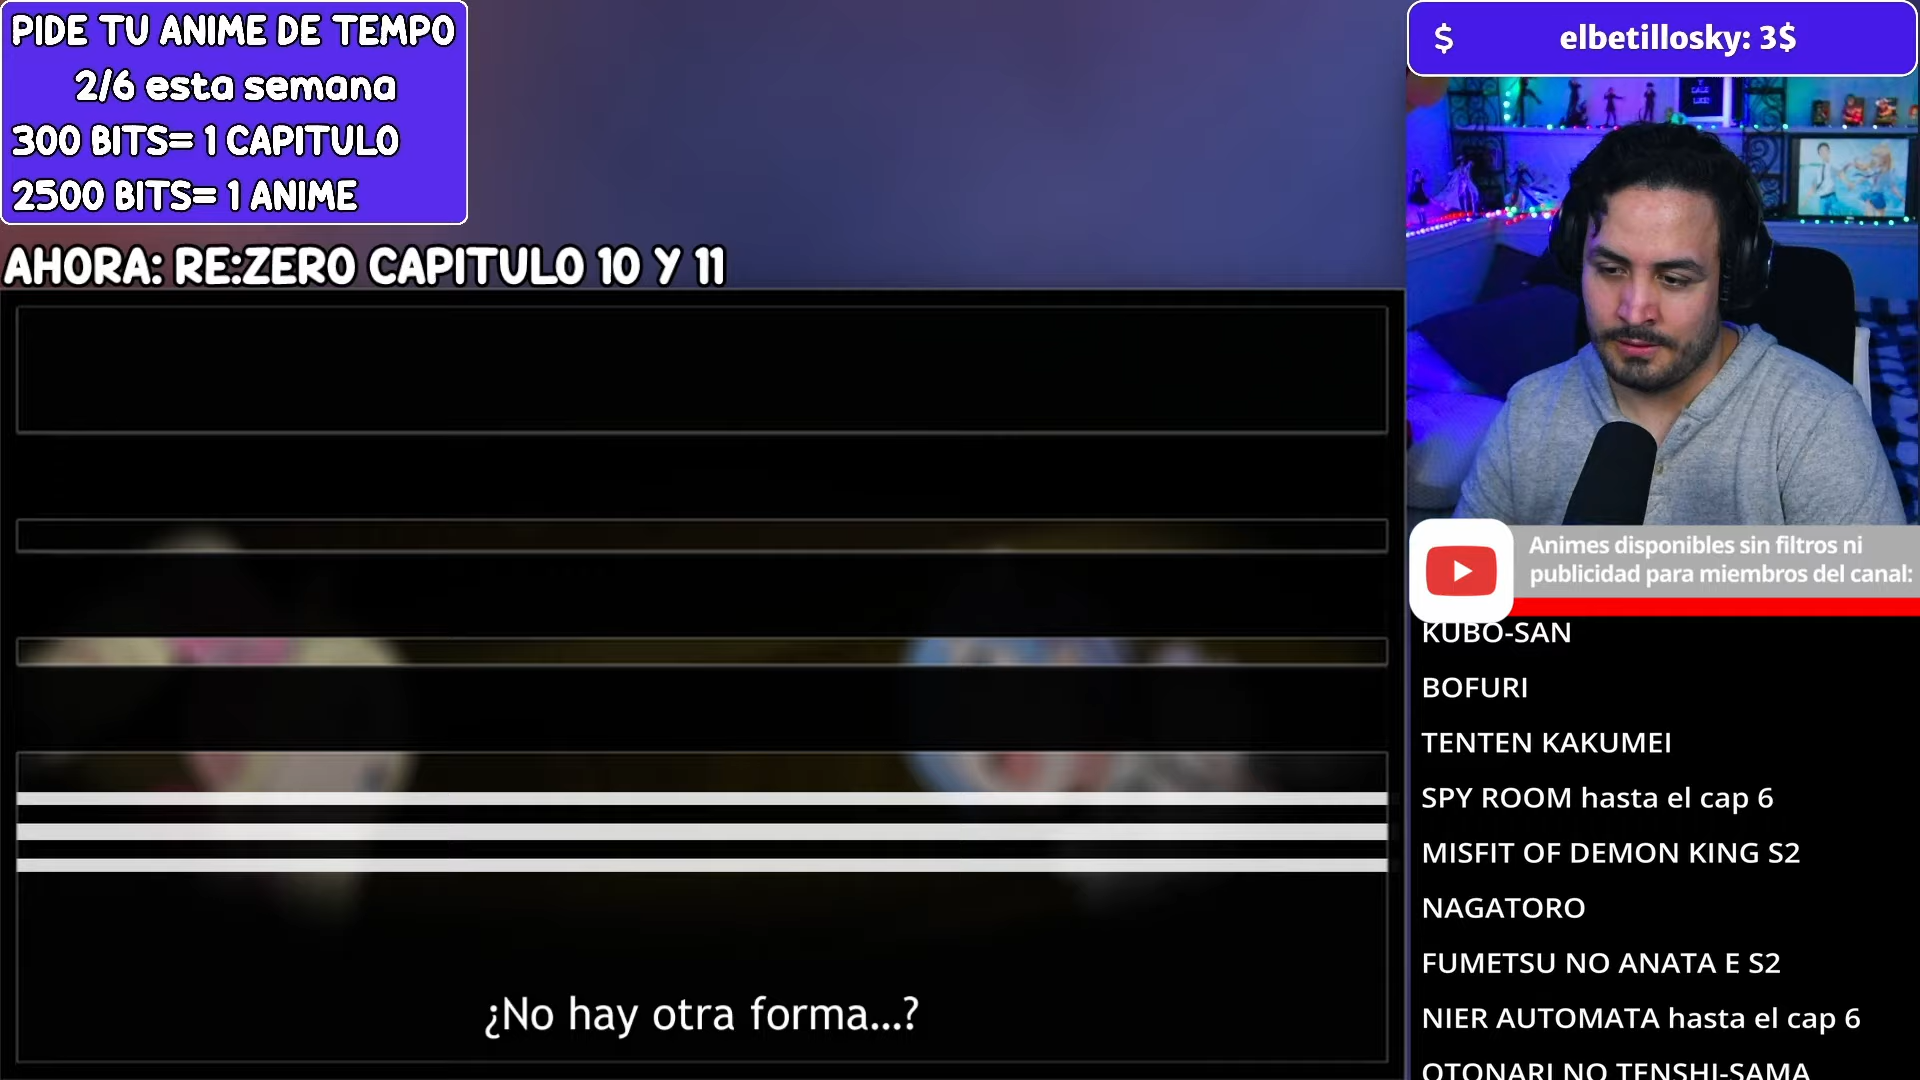 PIDE TU ANIME DE TEMPO
2/6 esta semana
300 BITS= 1 CAPITULO
2500 BITS= 1 ANIME
AHORA: RE:ZERO CAPITULO 10 Y 11
¿No hay otra forma...?
$ elbetillosky: 3$
Animes disponibles sin filtros ni
publicidad para miembros del canal:
KUBO-SAN
BOFURI
TENTEN KAKUMEI
SPY ROOM hasta el cap 6
MISFIT OF DEMON KING S2
NAGATORO
FUMETSU NO ANATA E S2
NIER AUTOMATA hasta el cap 6
OTONARI NO TENSHI-SAMA